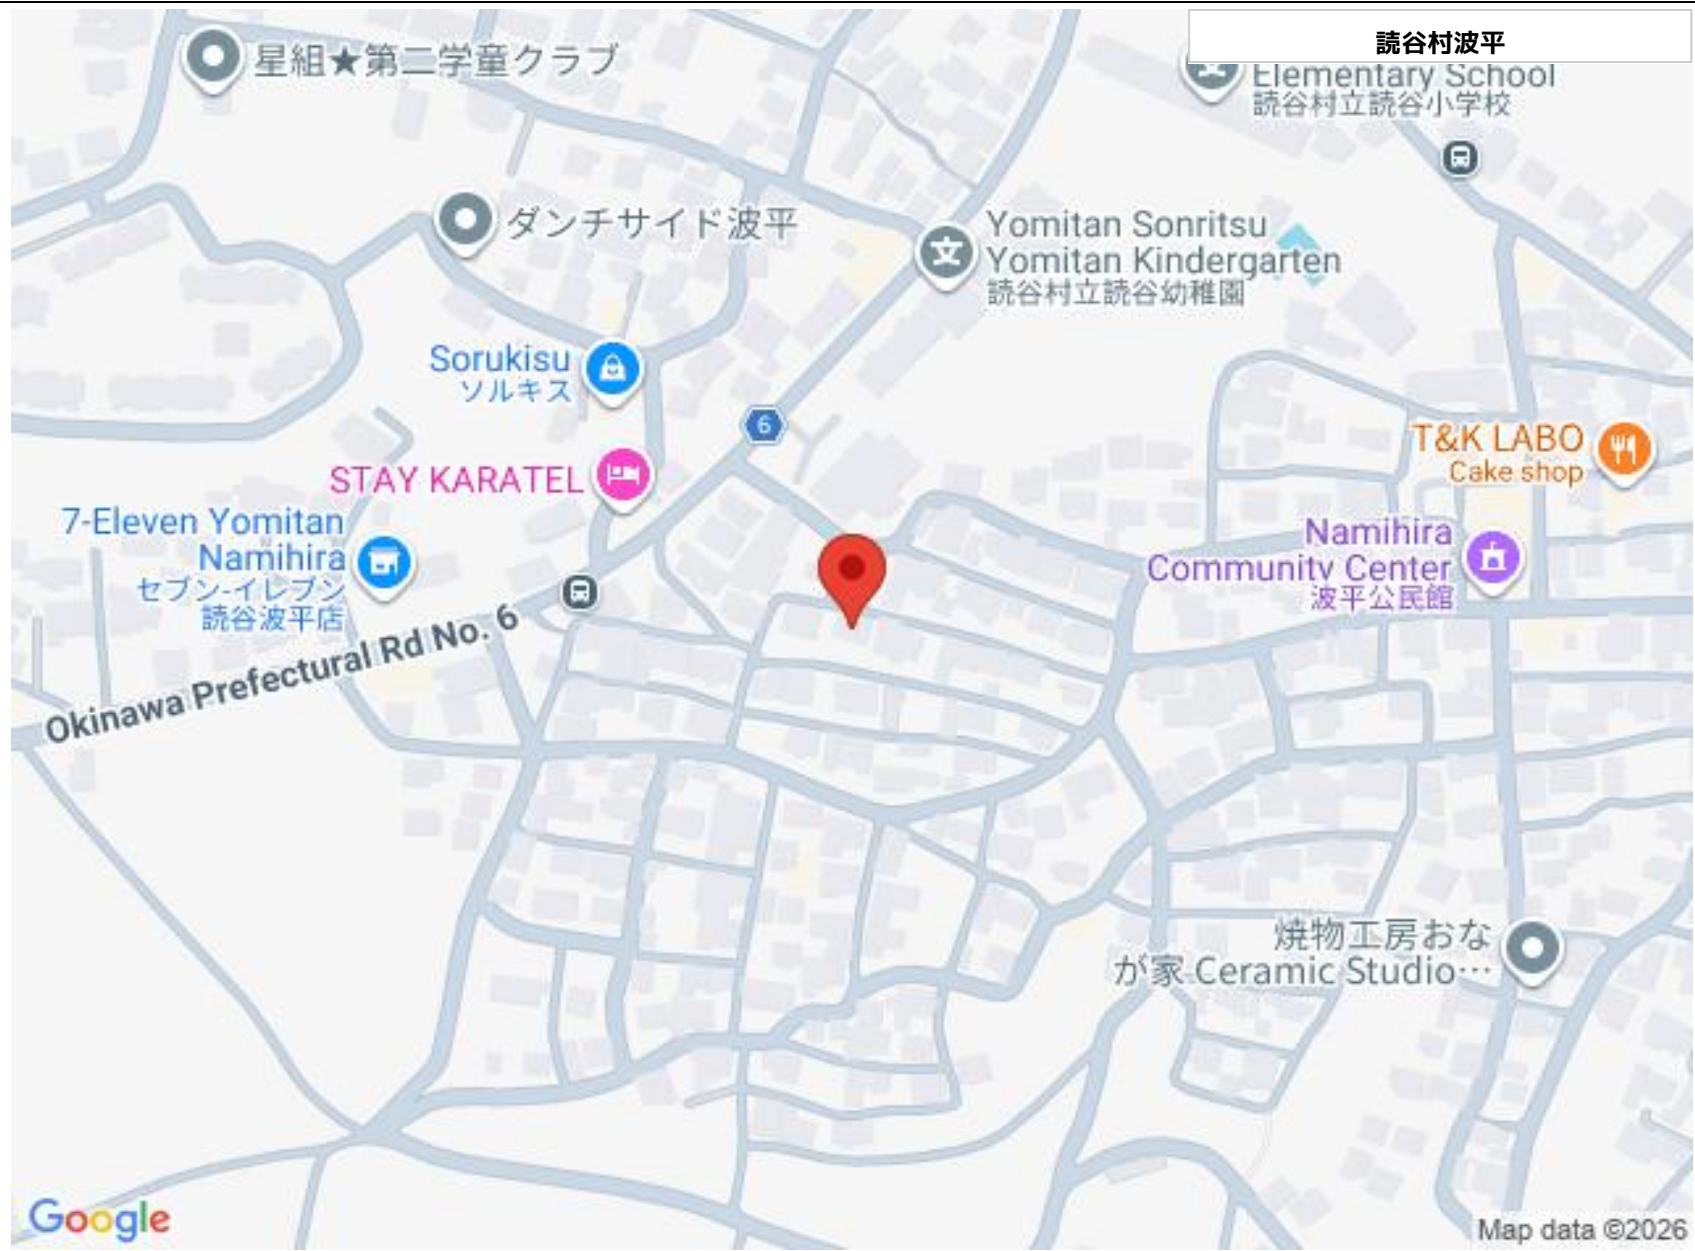 読谷村波平
星組★第二学童クラブ
Elementary School
読谷村立読谷小学校
ダンチサイド波平
Yomitan Sonritsu
Yomitan Kindergarten
読谷村立読谷幼稚園
文
Sorukisu
ソルキス
6
STAY KARATEL
T&K LABO
Cake shop
7-Eleven Yomitan
Namihira
セブン-イレブン
読谷波平店
Namihira
Community Center
波平公民館
Okinawa Prefectural Rd No. 6
焼物工房おな
が家 Ceramic Studio…
Google
Map data ©2026